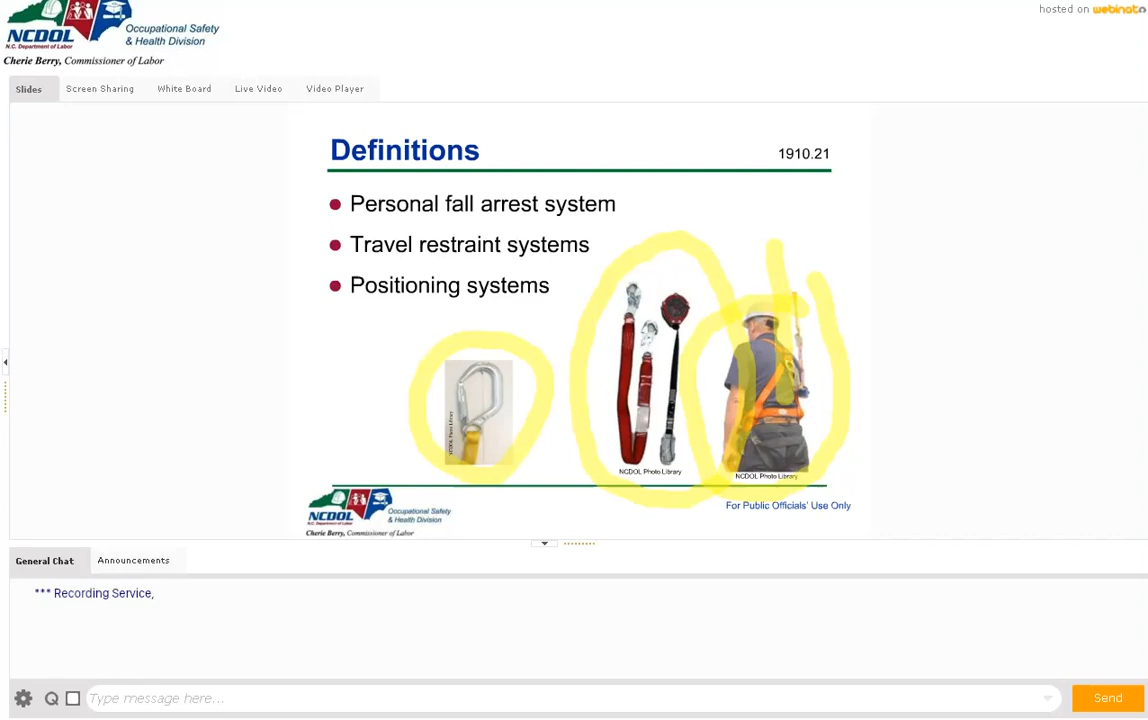 hosted on webinato
NCDOL
N.C. Department of Labor
Occupational Safety
& Health Division
Cherie Berry, Commissioner of Labor
Slides
Screen Sharing
White Board
Live Video
Video Player
Definitions
1910.21
Personal fall arrest system
Travel restraint systems
Positioning systems
NCDOL Photo Library
NCDOL Photo Library
NCDOL Photo Library
NCDOL
N.C. Department of Labor
Occupational Safety
& Health Division
Cherie Berry, Commissioner of Labor
For Public Officials' Use Only
General Chat
Announcements
*** Recording Service,
Q
Type message here...
Send